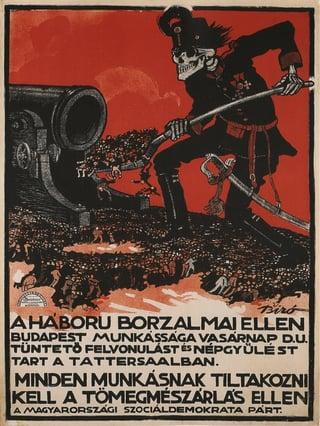 Biró
A HÁBORU BORZALMAI ELLEN
BUDAPEST MUNKÁSSÁGA VASÁRNAP D.U.
TÜNTETŐ FELVONULÁST ÉS NÉPGYÜLÉST
TART A TATTERSAALBAN.
MINDEN MUNKÁSNAK TILTAKOZNI
KELL A TÖMEGMÉSZÁRLÁS ELLEN
A MAGYARORSZÁGI SZOCIÁLDEMOKRATA PÁRT.